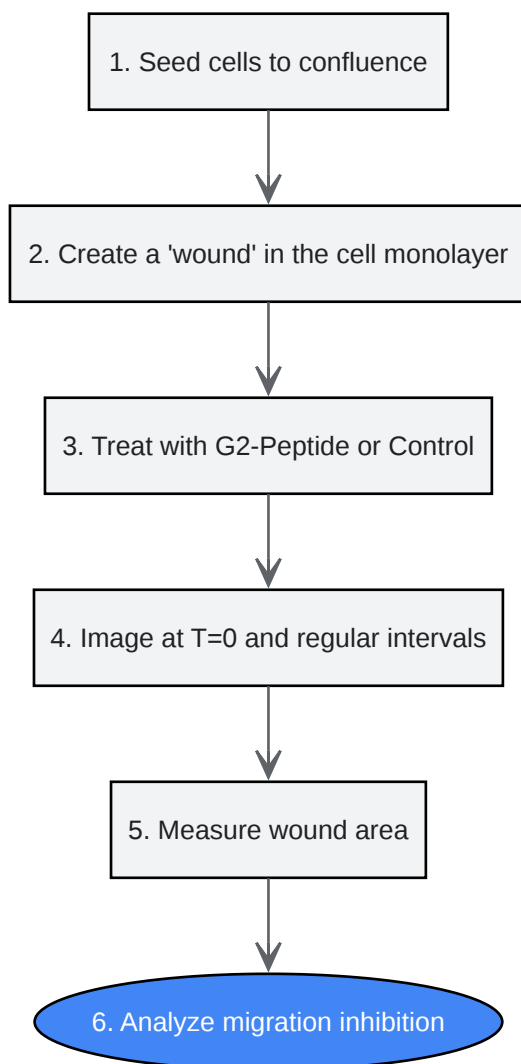 1. Seed cells to confluence
2. Create a 'wound' in the cell monolayer
3. Treat with G2-Peptide or Control
4. Image at T=0 and regular intervals
5. Measure wound area
6. Analyze migration inhibition